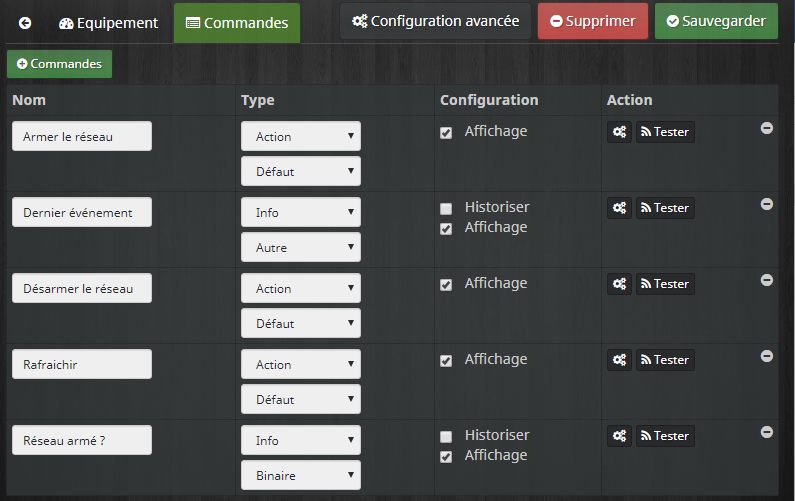 Equipement Commandes Configuration avancée Supprimer Sauvegarder
Commandes
Nom Type Configuration Action
Armer le réseau Action Affichage Tester
Défaut
Dernier événement Info Historiser Tester
Affichage
Autre
Désarmer le réseau Action Affichage Tester
Défaut
Rafraichir Action Affichage Tester
Défaut
Réseau armé ? Info Historiser Tester
Affichage
Binaire